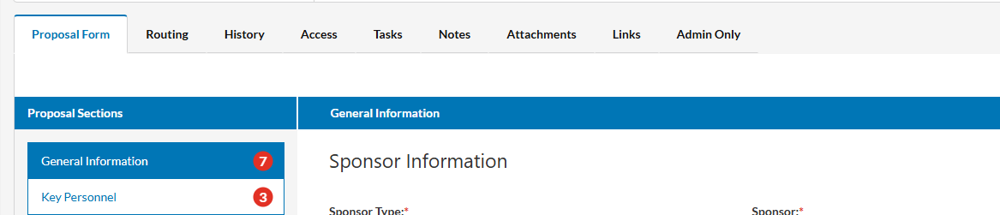 Proposal Form Routing History Access Tasks Notes Attachments Links Admin Only
Proposal Sections
General Information
General Information 7
Key Personnel 3
Sponsor Information
Sponsor Type:* Sponsor:*